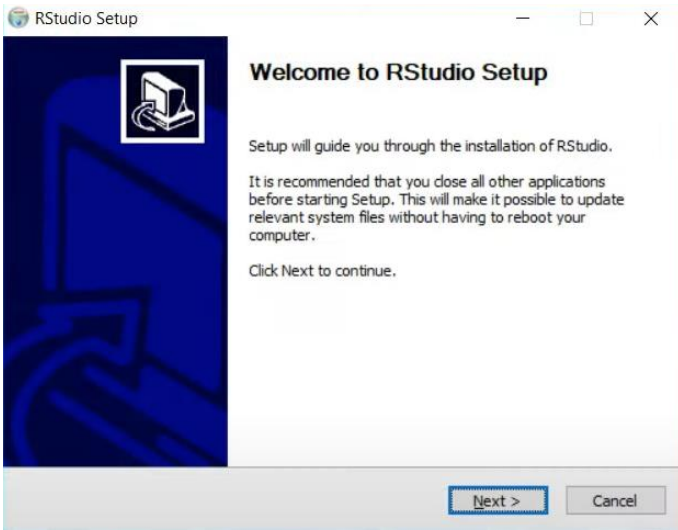 RStudio Setup
Welcome to RStudio Setup
Setup will guide you through the installation of RStudio.
It is recommended that you close all other applications
before starting Setup. This will make it possible to update
relevant system files without having to reboot your
computer.
Click Next to continue.
Next >
Cancel